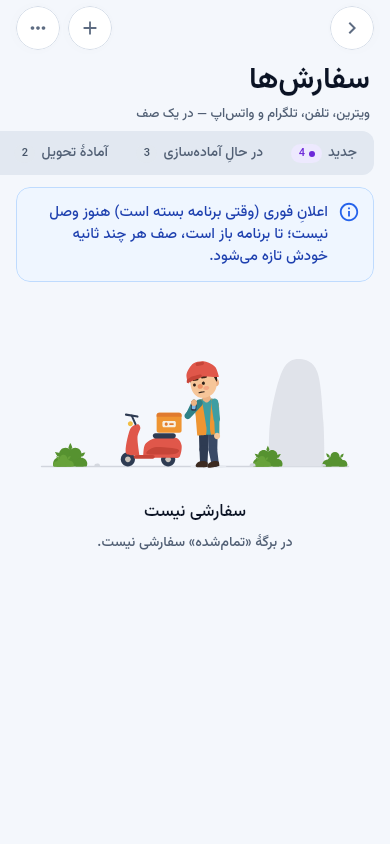 سفارش‌ها
ویترین، تلفن، تلگرام و واتس‌اپ — در یک صف
جدید 4 در حالِ آماده‌سازی 3 آمادهٔ تحویل 2
اعلانِ فوری (وقتی برنامه بسته است) هنوز وصل
نیست؛ تا برنامه باز است، صف هر چند ثانیه
خودش تازه می‌شود.
سفارشی نیست
در برگهٔ «تمام‌شده» سفارشی نیست.